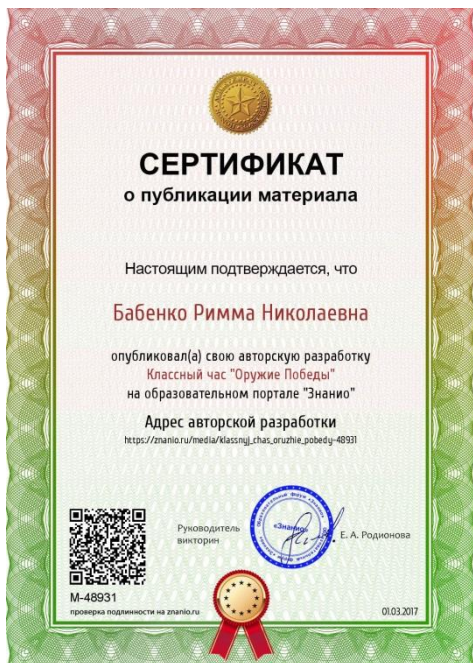 СЕРТИФИКАТ
о публикации материала
Настоящим подтверждается, что
Бабенко Римма Николаевна
опубликовал(а) свою авторскую разработку
Классный час "Оружие Победы"
на образовательном портале "Знанио"
Адрес авторской разработки
https://znanio.ru/media/klassnyj_chas_oruzhie_pobedy-48931
Руководитель
викторин
«Знанио»
Е. А. Родионова
М-48931
проверка подлинности на znanio.ru
01.03.2017